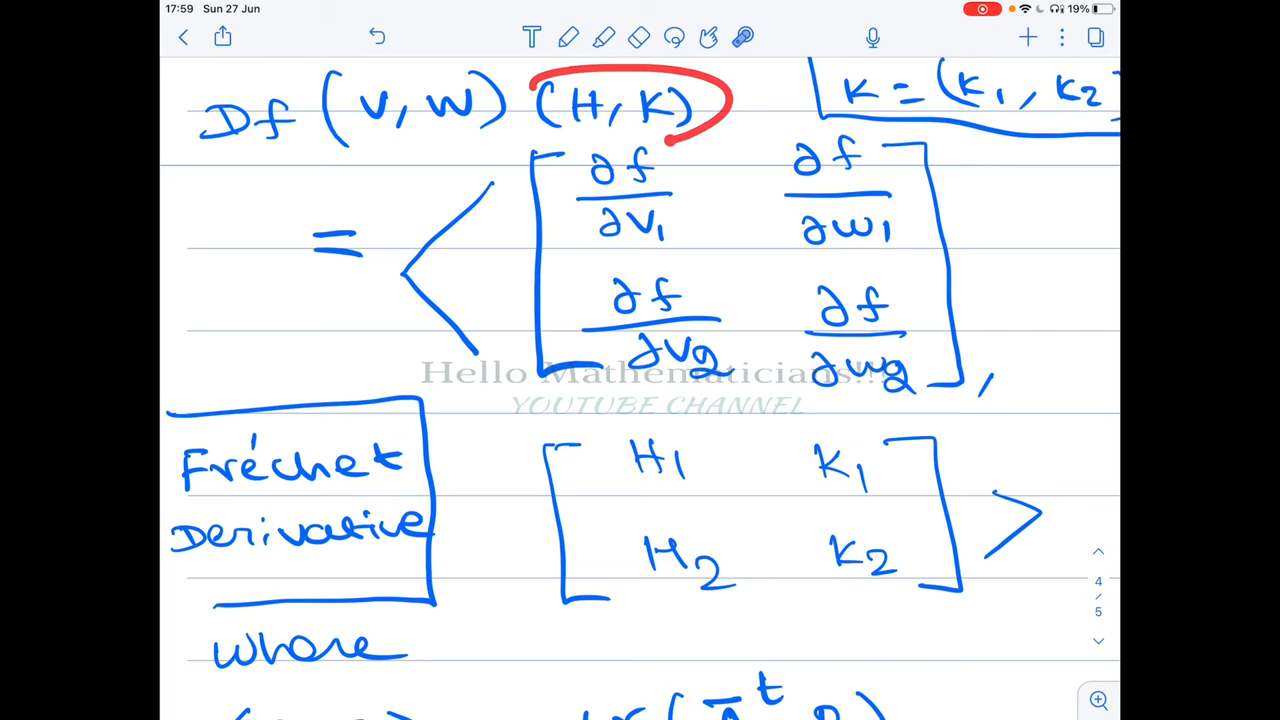 17:59 Sun 27 Jun 19%
Df (v, w) (H, K) K = (K1, K2
= < [ ∂f/∂v1 ∂f/∂w1
∂f/∂v2 ∂f/∂w2 ] ,
Hello Mathematicians!!!
YOUTUBE CHANNEL
Fréchet
Derivative
[ H1 K1
H2 K2 ] >
4
/
5
where